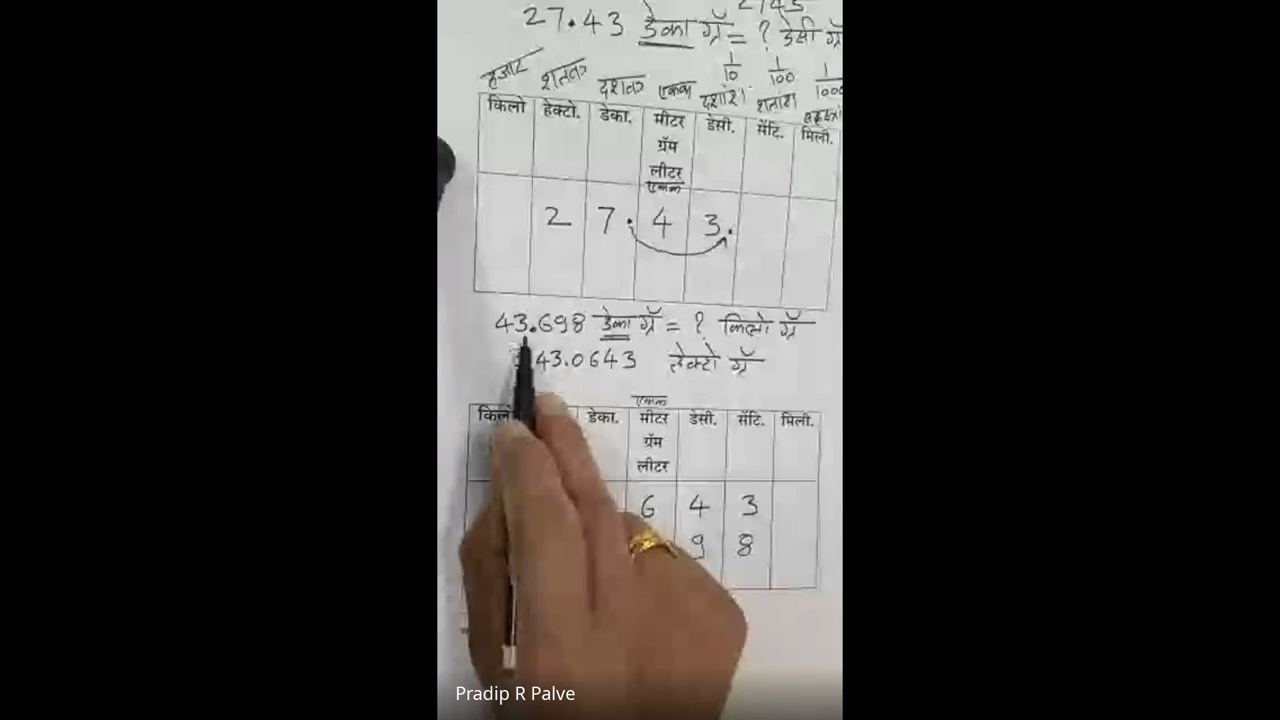 2743
27.43 डेका ग्रॅ = ? डेसी ग्रॅ
हजार शतक दशक एकक दशांश 1/10 शतांश 1/100 1/1000
किलो हेक्टो. डेका. मीटर डेसी. सेंटि. मिली.
ग्रॅम
लीटर
एकक
2 7 . 4 3 .
43.698 डेका ग्रॅ = ? किलो ग्रॅ
43.0643 हेक्टो ग्रॅ
एकक
किलो डेका. मीटर डेसी. सेंटि. मिली.
ग्रॅम
लीटर
6 4 3
9 8
Pradip R Palve